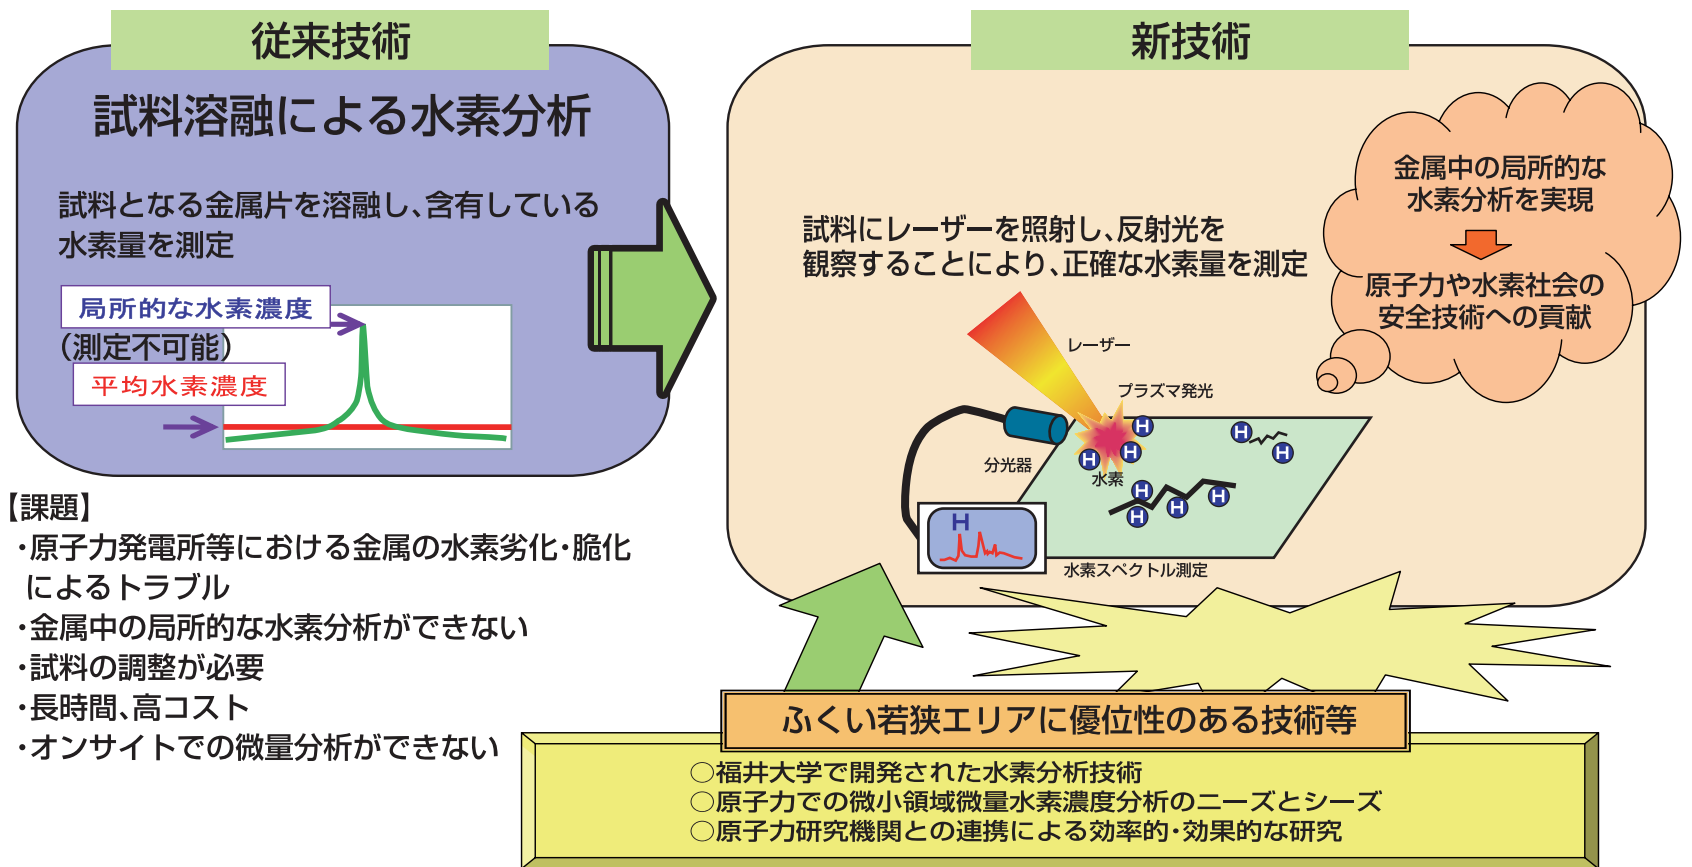 従来技術
試料溶融による水素分析
試料となる金属片を溶融し、含有している
水素量を測定
局所的な水素濃度
（測定不可能）
平均水素濃度
【課題】
・原子力発電所等における金属の水素劣化・脆化
によるトラブル
・金属中の局所的な水素分析ができない
・試料の調整が必要
・長時間、高コスト
・オンサイトでの微量分析ができない
新技術
試料にレーザーを照射し、反射光を
観察することにより、正確な水素量を測定
金属中の局所的な
水素分析を実現
原子力や水素社会の
安全技術への貢献
レーザー
プラズマ発光
分光器
水素
H
H
H
H
H
H
H
H
H
H
水素スペクトル測定
ふくい若狭エリアに優位性のある技術等
○福井大学で開発された水素分析技術
○原子力での微小領域微量水素濃度分析のニーズとシーズ
○原子力研究機関との連携による効率的・効果的な研究